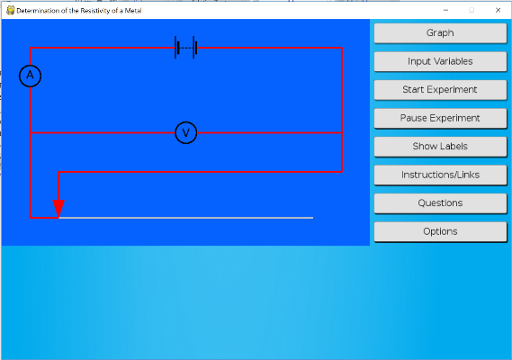 Determination of the Resistivity of a Metal
A
V
Graph
Input Variables
Start Experiment
Pause Experiment
Show Labels
Instructions/Links
Questions
Options